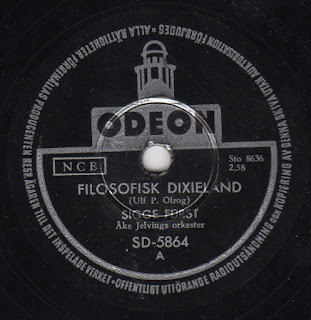 ALLA RÄTTIGHETER FÖRBEHÅLLAS PRODUCENTEN RESP. ÄGAREN TILL DET INSPELADE VERKET • OFFENTLIGT UTFÖRANDE RADIOUTSÄNDNING OCH KOPIERING AV DENNA SKIVA UTAN AUKTORISATION FÖRBJUDES •
ODEON
NCB
Sto 8636
2,58
FILOSOFISK DIXIELAND
(Ulf P. Olrog)
SIGGE FÜRST
Åke Jelvings orkester
SD-5864
A